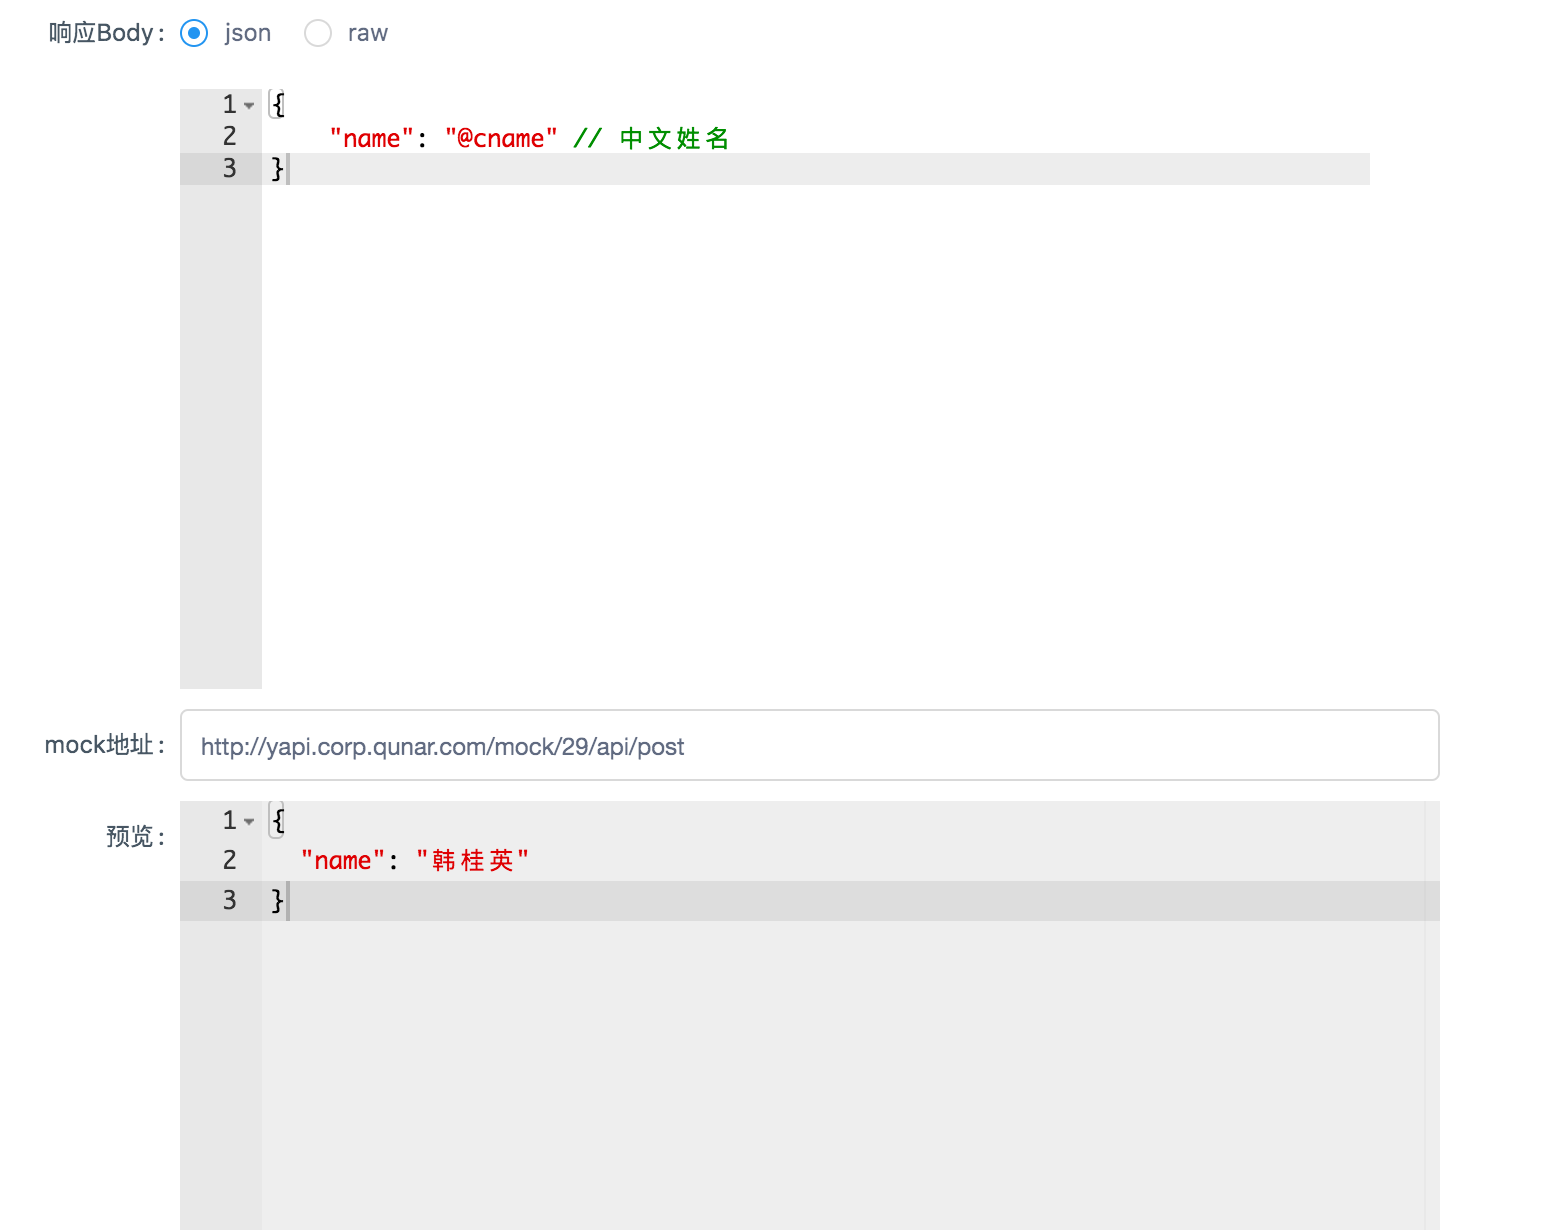 响应Body： json raw
1 {
2 "name": "@cname" // 中文姓名
3 }
mock地址： http://yapi.corp.qunar.com/mock/29/api/post
预览：
1 {
2 "name": "韩桂英"
3 }